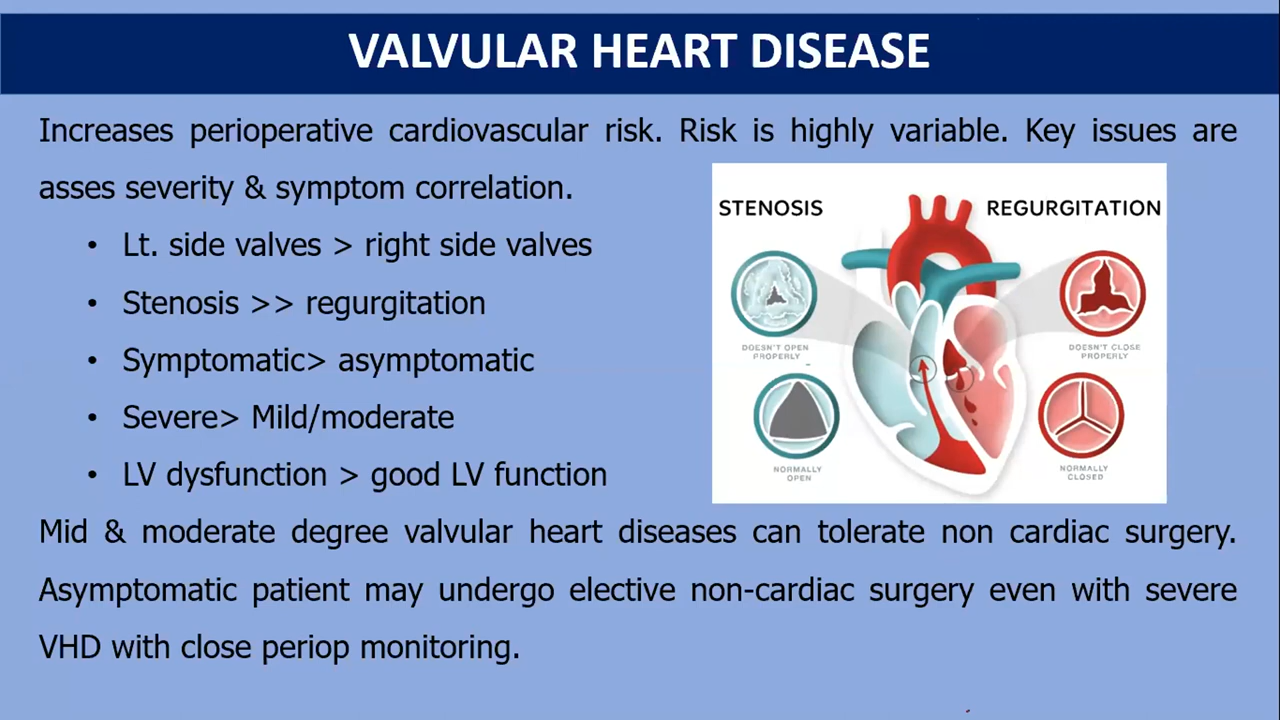 VALVULAR HEART DISEASE
Increases perioperative cardiovascular risk. Risk is highly variable. Key issues are
asses severity & symptom correlation.
• Lt. side valves > right side valves
• Stenosis >> regurgitation
• Symptomatic> asymptomatic
• Severe> Mild/moderate
• LV dysfunction > good LV function
STENOSIS
REGURGITATION
DOESN'T OPEN
PROPERLY
DOESN'T CLOSE
PROPERLY
NORMALLY
OPEN
NORMALLY
CLOSED
Mid & moderate degree valvular heart diseases can tolerate non cardiac surgery.
Asymptomatic patient may undergo elective non-cardiac surgery even with severe
VHD with close periop monitoring.